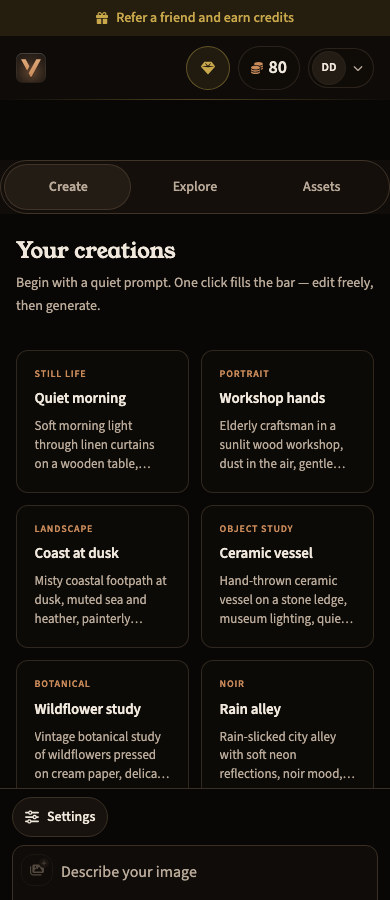 Refer a friend and earn credits
80
DD
Create
Explore
Assets
Your creations
Begin with a quiet prompt. One click fills the bar — edit freely,
then generate.
STILL LIFE
Quiet morning
Soft morning light
through linen curtains
on a wooden table,…
PORTRAIT
Workshop hands
Elderly craftsman in a
sunlit wood workshop,
dust in the air, gentle…
LANDSCAPE
Coast at dusk
Misty coastal footpath at
dusk, muted sea and
heather, painterly…
OBJECT STUDY
Ceramic vessel
Hand-thrown ceramic
vessel on a stone ledge,
museum lighting, quie…
BOTANICAL
Wildflower study
Vintage botanical study
of wildflowers pressed
on cream paper, delica…
NOIR
Rain alley
Rain-slicked city alley
with soft neon
reflections, noir mood,…
Settings
Describe your image